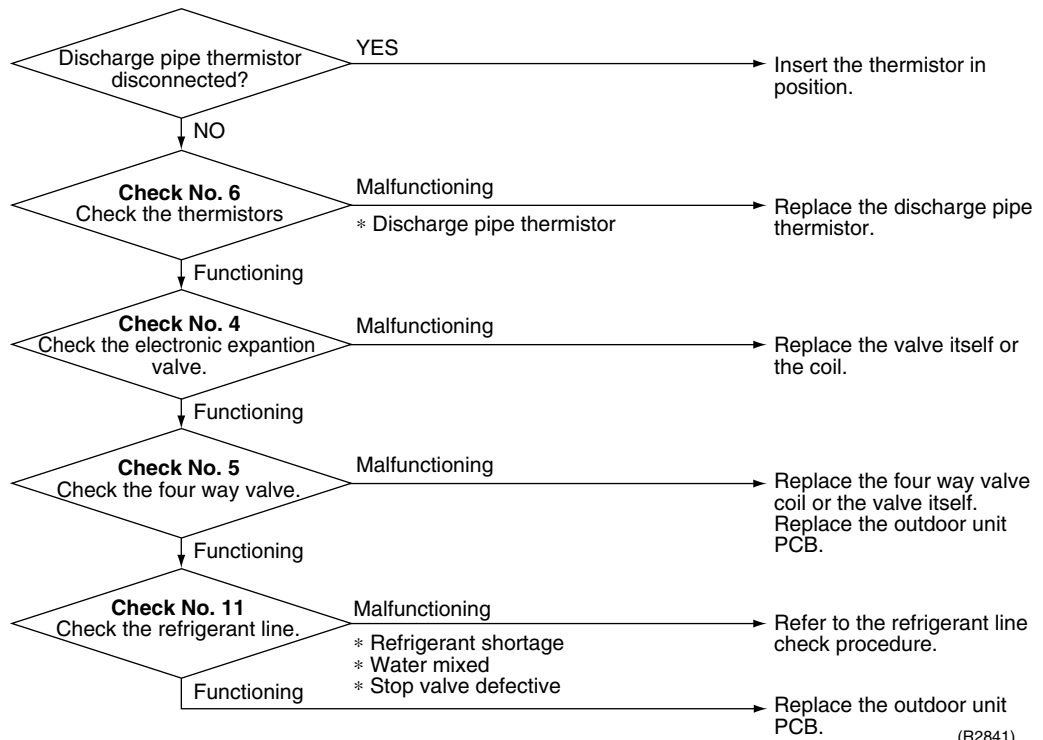 Discharge pipe thermistor
disconnected?
YES
Insert the thermistor in
position.
NO
Check No. 6
Check the thermistors
Malfunctioning
* Discharge pipe thermistor
Replace the discharge pipe
thermistor.
Functioning
Check No. 4
Check the electronic expantion
valve.
Malfunctioning
Replace the valve itself or
the coil.
Functioning
Check No. 5
Check the four way valve.
Malfunctioning
Replace the four way valve
coil or the valve itself.
Replace the outdoor unit
PCB.
Functioning
Check No. 11
Check the refrigerant line.
Malfunctioning
* Refrigerant shortage
* Water mixed
* Stop valve defective
Refer to the refrigerant line
check procedure.
Functioning
Replace the outdoor unit
PCB.
(R2841)